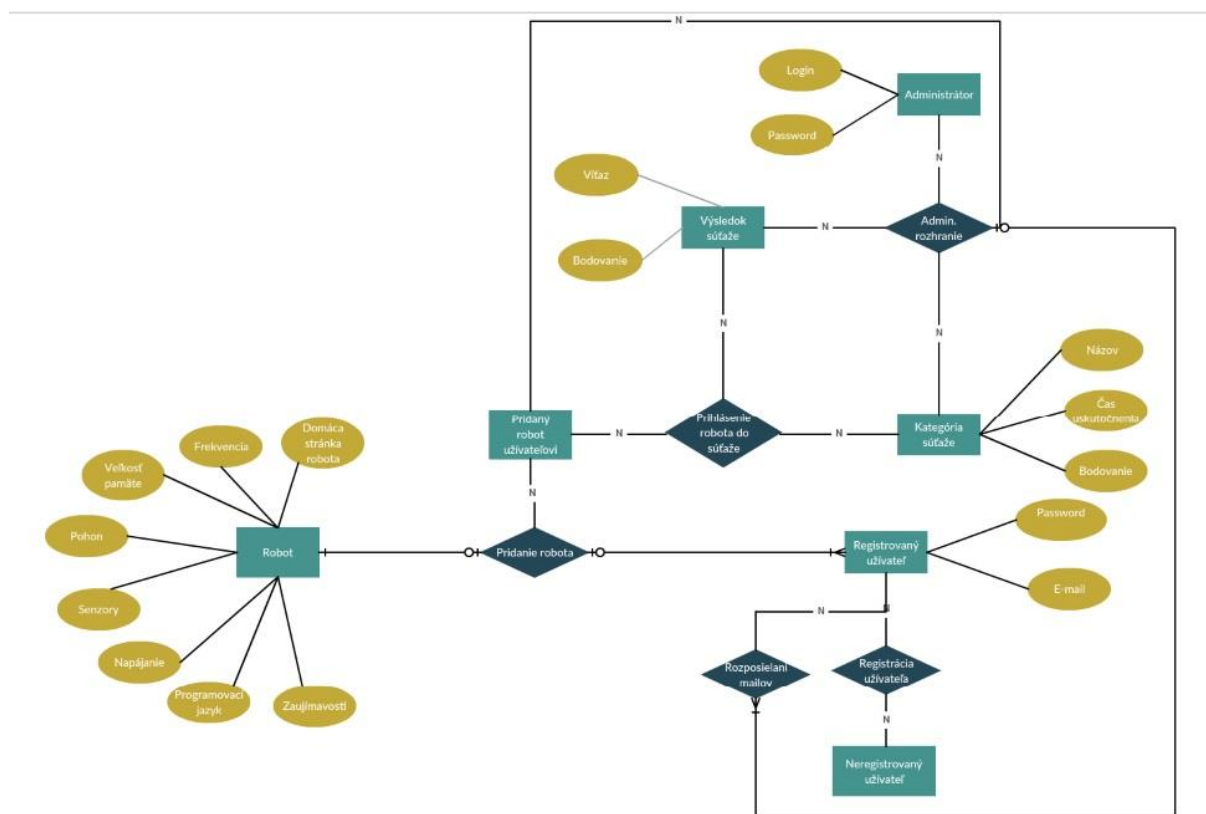 N
Login
Administrátor
Password
N
Víťaz
Výsledok
súťaže
N
Admin.
rozhranie
Bodovanie
N
N
Názov
Čas
uskutočnenia
Bodovanie
Pridaný
robot
užívateľovi
N
Prihlásenie
robota do
súťaže
N
Kategória
súťaže
Domáca
stránka
robota
Frekvencia
Veľkosť
pamäte
N
Password
Pohon
Robot
Pridanie robota
Registrovaný
užívateľ
E-mail
Senzory
N
N
Napájanie
Rozposielani
mailov
Registrácia
užívateľa
Programovací
jazyk
Zaujímavosti
N
Neregistrovaný
užívateľ